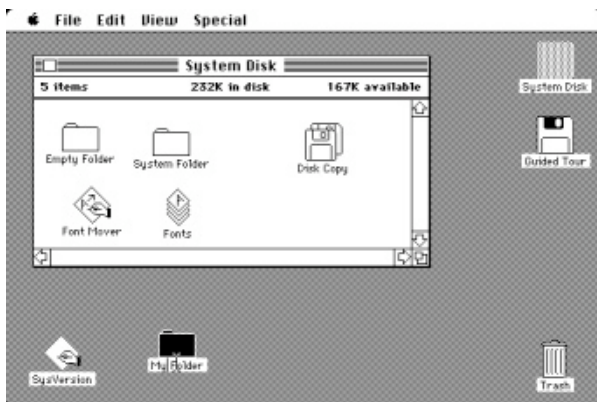 File Edit View Special
System Disk
5 items 232K in disk 167K available
Empty Folder System Folder Disk Copy
Font Mover Fonts
System Disk
Guided Tour
SysVersion My Folder Trash